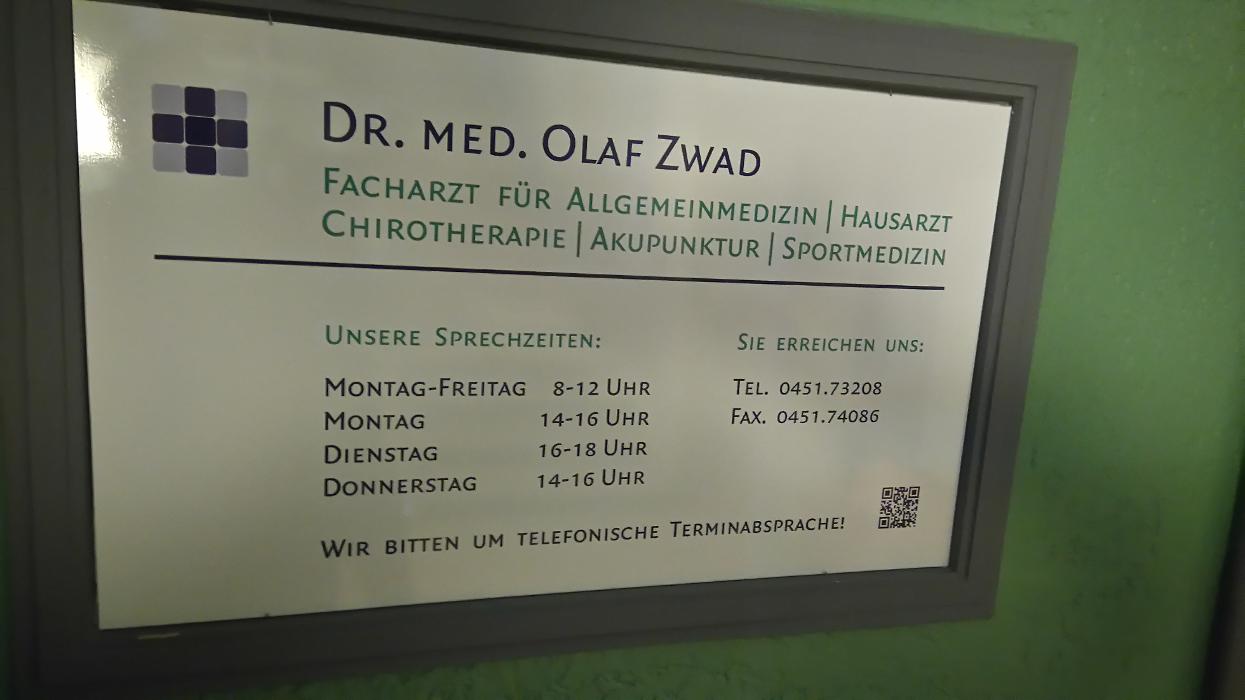 Dr. med. Olaf Zwad
Facharzt für Allgemeinmedizin | Hausarzt
Chirotherapie | Akupunktur | Sportmedizin
Unsere Sprechzeiten:
Montag-Freitag 8-12 Uhr
Montag 14-16 Uhr
Dienstag 16-18 Uhr
Donnerstag 14-16 Uhr
Sie erreichen uns:
Tel. 0451.73208
Fax. 0451.74086
Wir bitten um telefonische Terminabsprache!